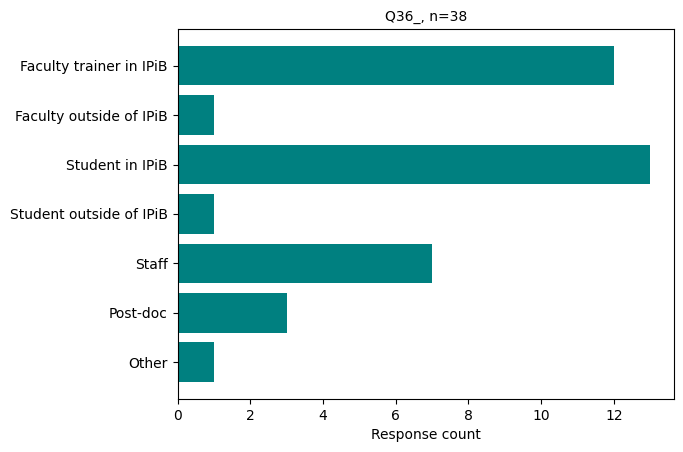 Q36_, n=38
Faculty trainer in IPiB
Faculty outside of IPiB
Student in IPiB
Student outside of IPiB
Staff
Post-doc
Other
0 2 4 6 8 10 12
Response count